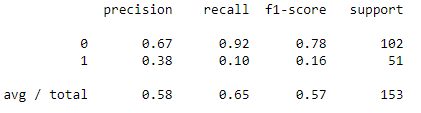 precision recall f1-score support
0 0.67 0.92 0.78 102
1 0.38 0.10 0.16 51
avg / total 0.58 0.65 0.57 153